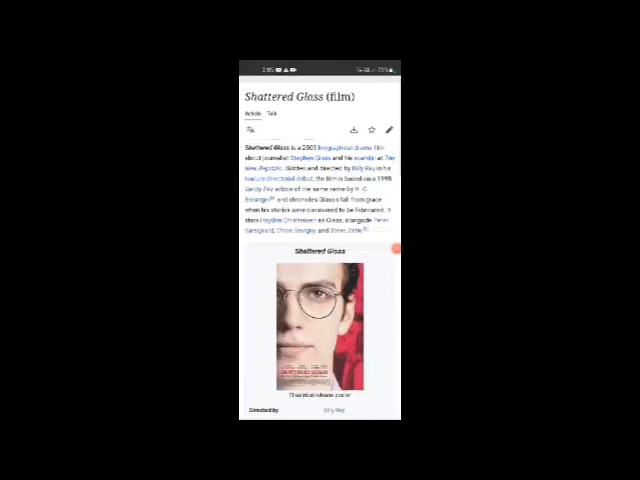 Shattered Glass (film)
Article Talk
Shattered Glass is a 2003 biographical drama film
about journalist Stephen Glass and his scandal at The
New Republic. Written and directed by Billy Ray in his
feature directorial debut, the film is based on a 1998
Vanity Fair article of the same name by H. G.
Bissinger and chronicles Glass's fall from grace
when his stories were discovered to be fabricated. It
stars Hayden Christensen as Glass, alongside Peter
Sarsgaard, Chloë Sevigny and Steve Zahn.
Shattered Glass
SHATTERED GLASS
Theatrical release poster
Directed by Billy Ray